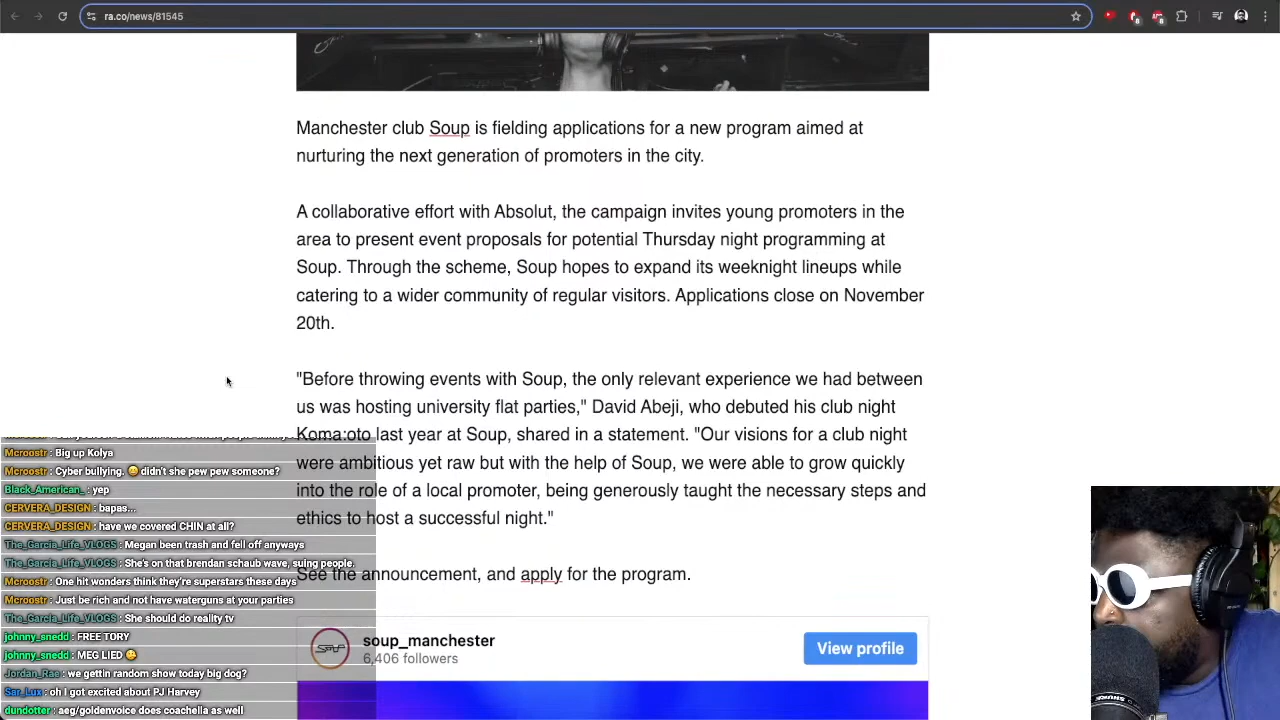 ra.co/news/81545
Manchester club Soup is fielding applications for a new program aimed at
nurturing the next generation of promoters in the city.
A collaborative effort with Absolut, the campaign invites young promoters in the
area to present event proposals for potential Thursday night programming at
Soup. Through the scheme, Soup hopes to expand its weeknight lineups while
catering to a wider community of regular visitors. Applications close on November
20th.
"Before throwing events with Soup, the only relevant experience we had between
us was hosting university flat parties," David Abeji, who debuted his club night
Koma:oto last year at Soup, shared in a statement. "Our visions for a club night
were ambitious yet raw but with the help of Soup, we were able to grow quickly
into the role of a local promoter, being generously taught the necessary steps and
ethics to host a successful night."
See the announcement, and apply for the program.
soup_manchester
6,406 followers
View profile
Mcroostr : Big up Kolya
Mcroostr : Cyber bullying. 😄 didn't she pew pew someone?
Black_American_ : yep
CERVERA_DESIGN : bapas...
CERVERA_DESIGN : have we covered CHIN at all?
The_Garcia_Life_VLOGS : Megan been trash and fell off anyways
The_Garcia_Life_VLOGS : She's on that brendan schaub wave, suing people.
Mcroostr : One hit wonders think they're superstars these days
Mcroostr : Just be rich and not have waterguns at your parties
The_Garcia_Life_VLOGS : She should do reality tv
johnny_snedd : FREE TORY
johnny_snedd : MEG LIED 🤥
Jordan_Rae : we gettin random show today big dog?
Sar_Lux : oh I got excited about PJ Harvey
dundotter : aeg/goldenvoice does coachella as well